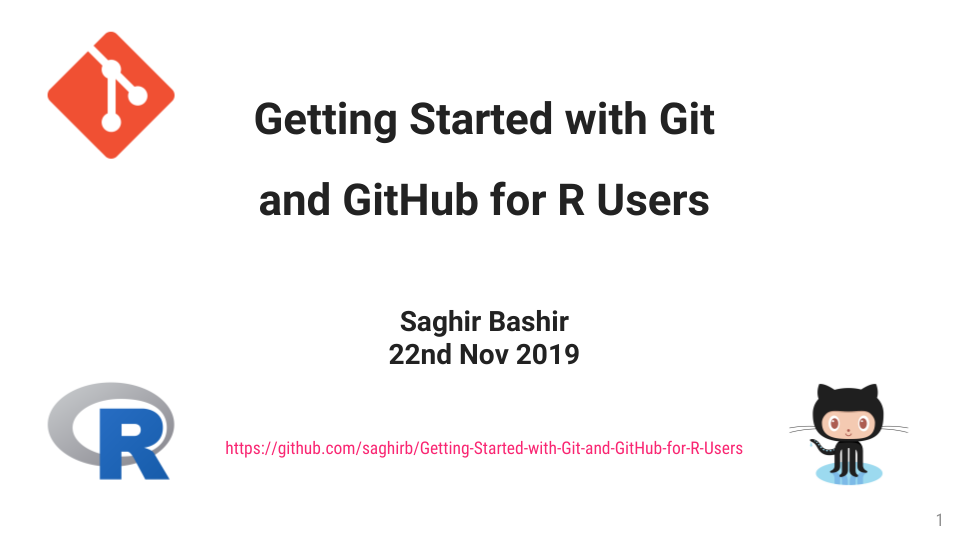 Getting Started with Git
and GitHub for R Users
Saghir Bashir
22nd Nov 2019
R
https://github.com/saghirb/Getting-Started-with-Git-and-GitHub-for-R-Users
1